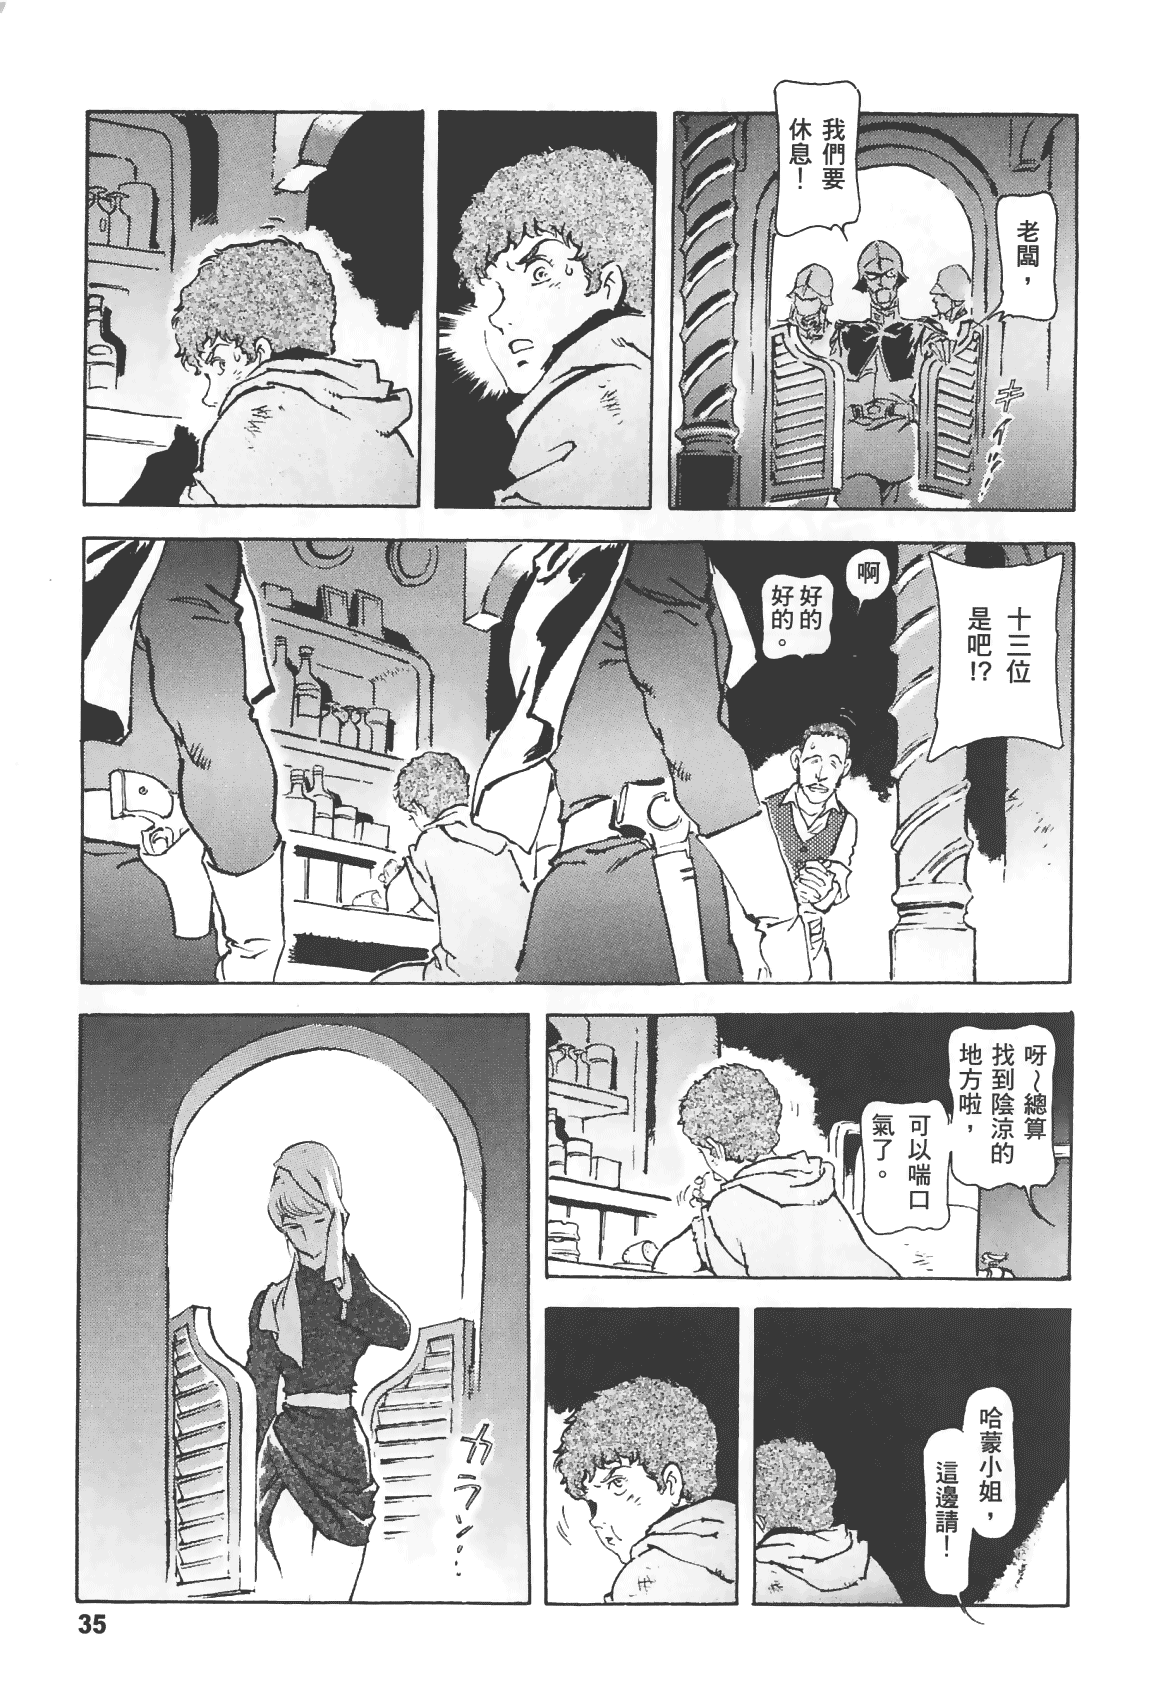 老闆，
我們要
休息！
キイッ…
十三位
是吧!?
啊
好的
好的。
呀～總算
找到陰涼的
地方啦，
可以喘口
氣了。
カラン…
哈蒙小姐，
這邊請！
35